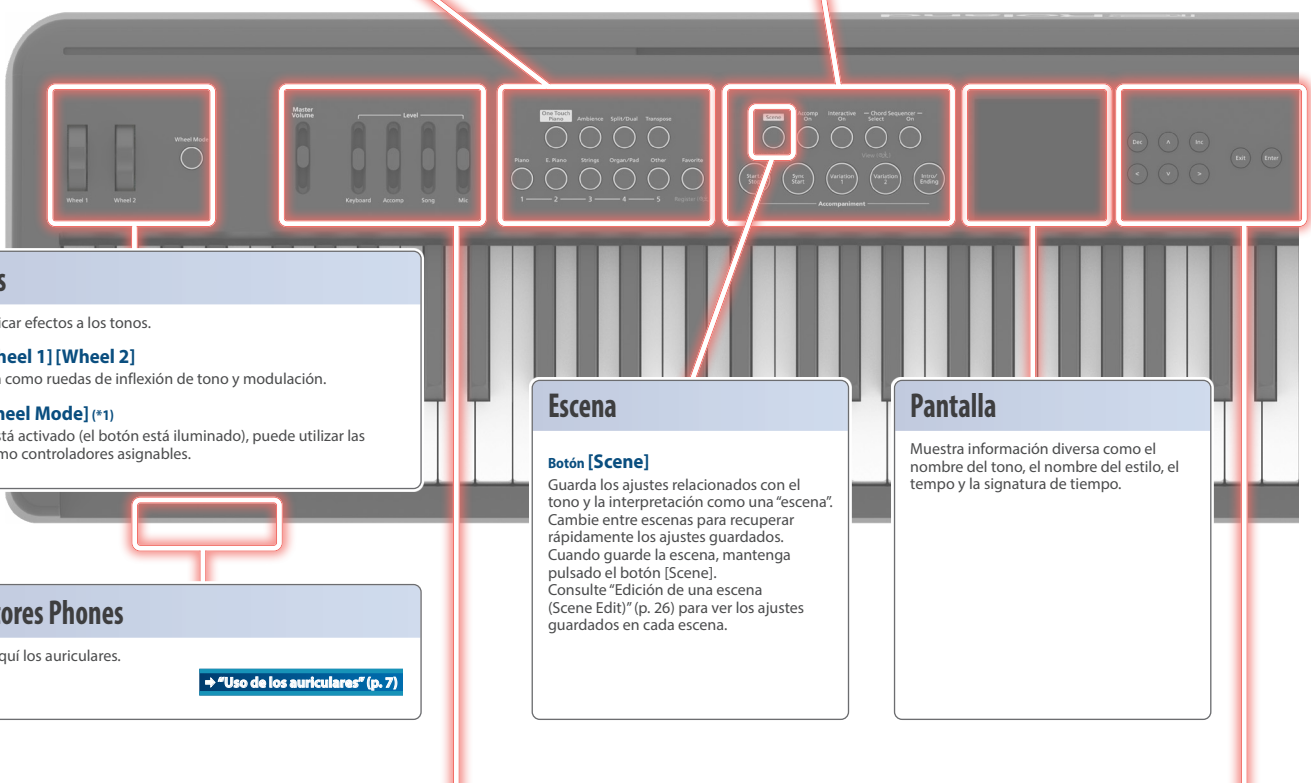 Roland
Master
Volume
Level
Wheel Mode
Wheel 1
Wheel 2
Keyboard
Accomp
Song
Mic
One Touch
Piano
Ambience
Split/Dual
Transpose
Piano
E. Piano
Strings
Organ/Pad
Other
Favorite
1
2
3
4
5
Scene
Accomp
On
Interactive
On
Chord Sequencer
Select
On
Start/
Stop
Sync
Start
Variation
1
Variation
2
Intro/
Ending
Accompaniment
Dec
Inc
Exit
Enter
s
icar efectos a los tonos.
heel 1] [Wheel 2]
como ruedas de inflexión de tono y modulación.
heel Mode] (*1)
tá activado (el botón está iluminado), puede utilizar las
mo controladores asignables.
tores Phones
quí los auriculares.
➔ "Uso de los auriculares" (p. 7)
Escena
Botón [Scene]
Guarda los ajustes relacionados con el
tono y la interpretación como una “escena”.
Cambie entre escenas para recuperar
rápidamente los ajustes guardados.
Cuando guarde la escena, mantenga
pulsado el botón [Scene].
Consulte “Edición de una escena
(Scene Edit)” (p. 26) para ver los ajustes
guardados en cada escena.
Pantalla
Muestra información diversa como el
nombre del tono, el nombre del estilo, el
tempo y la signatura de tiempo.